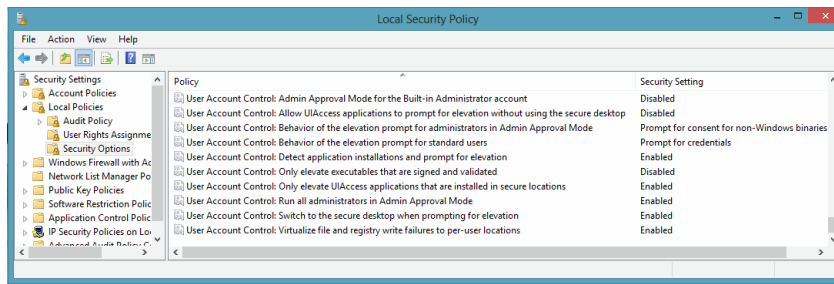 Local Security Policy
File Action View Help
Security Settings
Account Policies
Local Policies
Audit Policy
User Rights Assignme
Security Options
Windows Firewall with Ad
Network List Manager Po
Public Key Policies
Software Restriction Polic
Application Control Polic
IP Security Policies on Loc
Advanced Audit Policy C
Policy Security Setting
User Account Control: Admin Approval Mode for the Built-in Administrator account Disabled
User Account Control: Allow UIAccess applications to prompt for elevation without using the secure desktop Disabled
User Account Control: Behavior of the elevation prompt for administrators in Admin Approval Mode Prompt for consent for non-Windows binaries
User Account Control: Behavior of the elevation prompt for standard users Prompt for credentials
User Account Control: Detect application installations and prompt for elevation Enabled
User Account Control: Only elevate executables that are signed and validated Disabled
User Account Control: Only elevate UIAccess applications that are installed in secure locations Enabled
User Account Control: Run all administrators in Admin Approval Mode Enabled
User Account Control: Switch to the secure desktop when prompting for elevation Enabled
User Account Control: Virtualize file and registry write failures to per-user locations Enabled